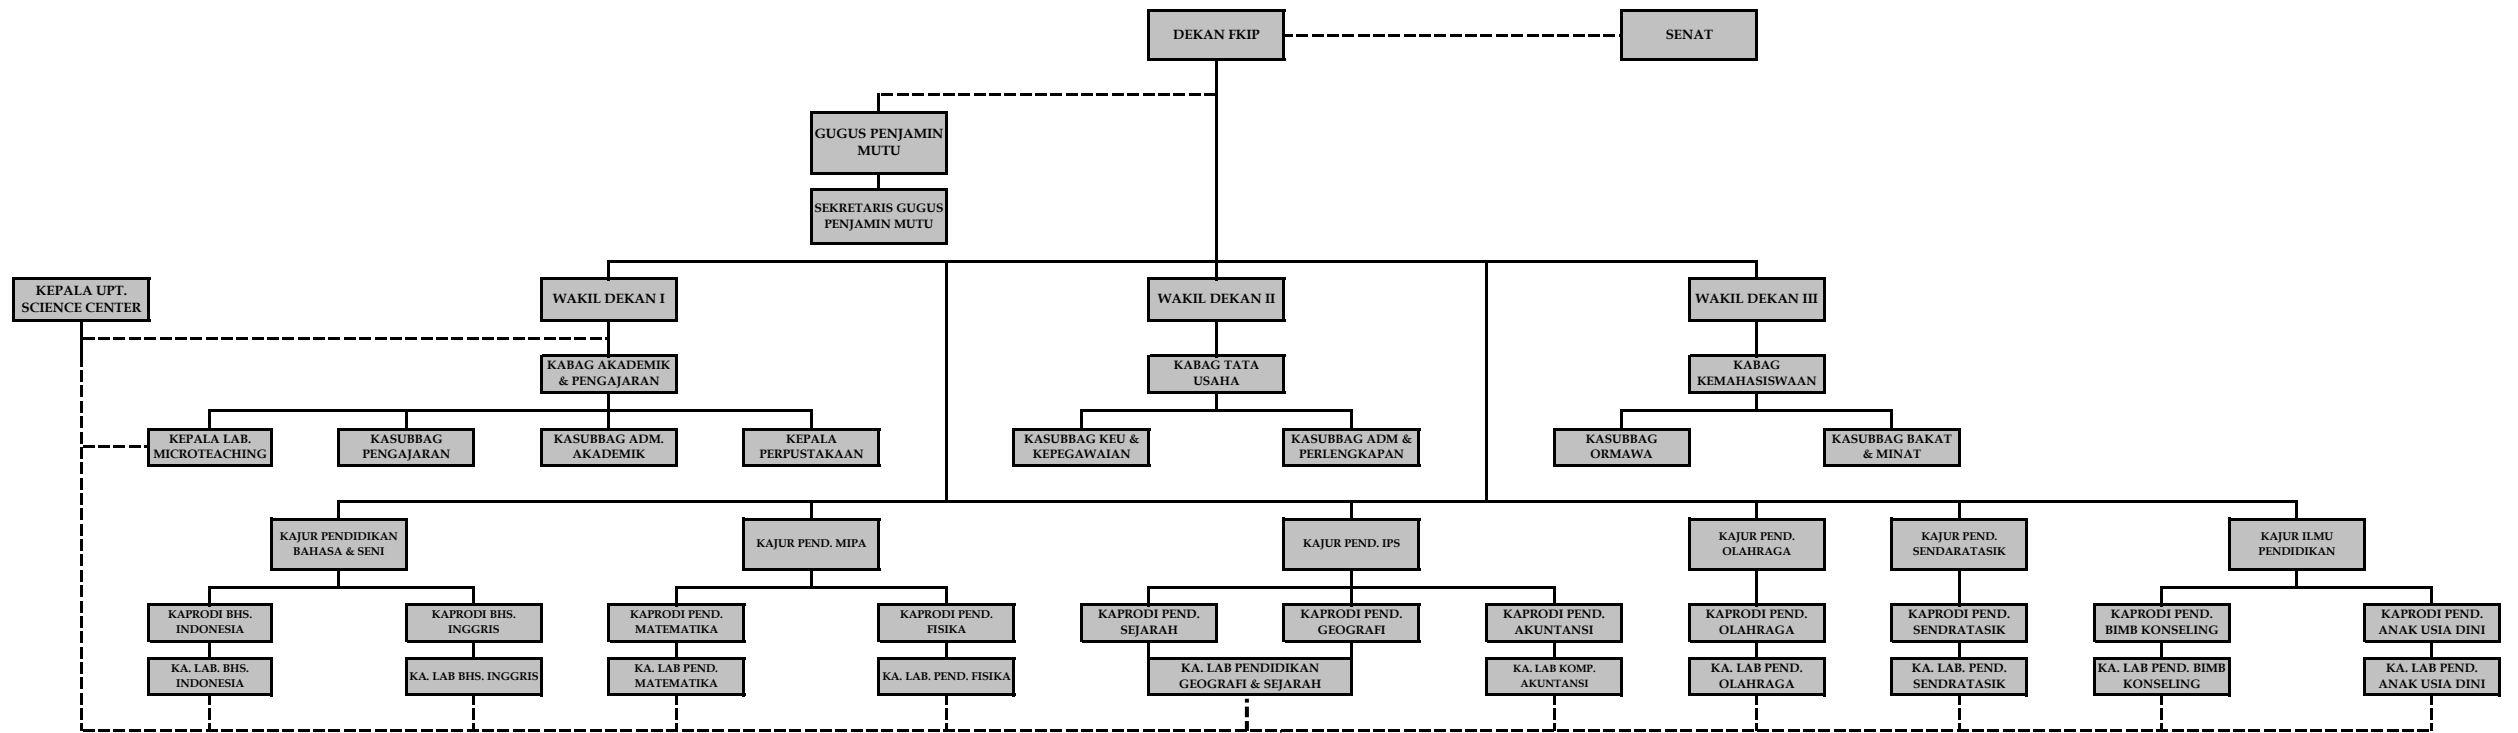 DEKAN FKIP
SENAT
GUGUS PENJAMIN
MUTU
SEKRETARIS GUGUS
PENJAMIN MUTU
KEPALA UPT.
SCIENCE CENTER
WAKIL DEKAN I
WAKIL DEKAN II
WAKIL DEKAN III
KABAG AKADEMIK
& PENGAJARAN
KABAG TATA
USAHA
KABAG
KEMAHASISWAAN
KEPALA LAB.
MICROTEACHING
KASUBBAG
PENGAJARAN
KASUBBAG ADM.
AKADEMIK
KEPALA
PERPUSTAKAAN
KASUBBAG KEU &
KEPEGAWAIAN
KASUBBAG ADM &
PERLENGKAPAN
KASUBBAG
ORMAWA
KASUBBAG BAKAT
& MINAT
KAJUR PENDIDIKAN
BAHASA & SENI
KAJUR PEND. MIPA
KAJUR PEND. IPS
KAJUR PEND.
OLAHRAGA
KAJUR PEND.
SENDARATASIK
KAJUR ILMU
PENDIDIKAN
KAPRODI BHS.
INDONESIA
KAPRODI BHS.
INGGRIS
KAPRODI PEND.
MATEMATIKA
KAPRODI PEND.
FISIKA
KAPRODI PEND.
SEJARAH
KAPRODI PEND.
GEOGRAFI
KAPRODI PEND.
AKUNTANSI
KAPRODI PEND.
OLAHRAGA
KAPRODI PEND.
SENDRATASIK
KAPRODI PEND.
BIMB KONSELING
KAPRODI PEND.
ANAK USIA DINI
KA. LAB. BHS.
INDONESIA
KA. LAB BHS. INGGRIS
KA. LAB PEND.
MATEMATIKA
KA. LAB. PEND. FISIKA
KA. LAB PENDIDIKAN
GEOGRAFI & SEJARAH
KA. LAB KOMP.
AKUNTANSI
KA. LAB PEND.
OLAHRAGA
KA. LAB. PEND.
SENDRATASIK
KA. LAB PEND. BIMB
KONSELING
KA. LAB PEND.
ANAK USIA DINI